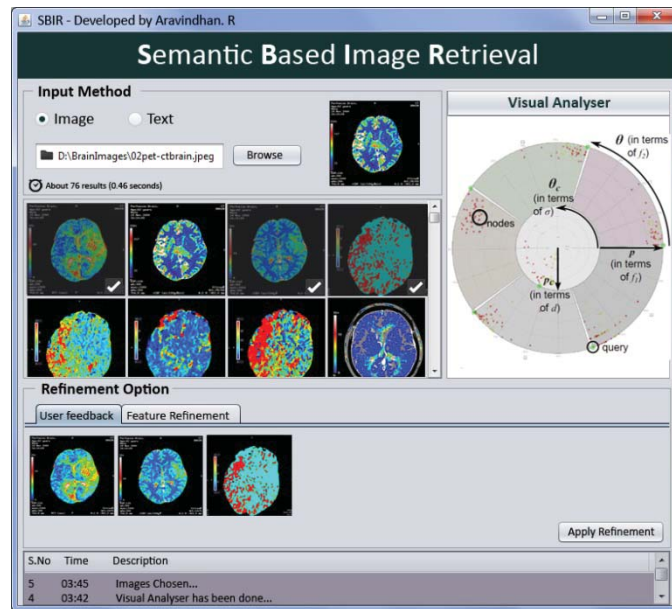 SBIR - Developed by Aravindhan. R
Semantic Based Image Retrieval
Input Method
Image
Text
D:\BrainImages\02pet-ctbrain.jpeg
Browse
About 76 results (0.46 seconds)
Visual Analyser
θ
(in terms
of f₂)
θc
(in terms
of σ)
nodes
p
(in terms
of f₁)
Pc
(in terms
of d)
query
Refinement Option
User feedback
Feature Refinement
Apply Refinement
S.No Time Description
5 03:45 Images Chosen...
4 03:42 Visual Analyser has been done...